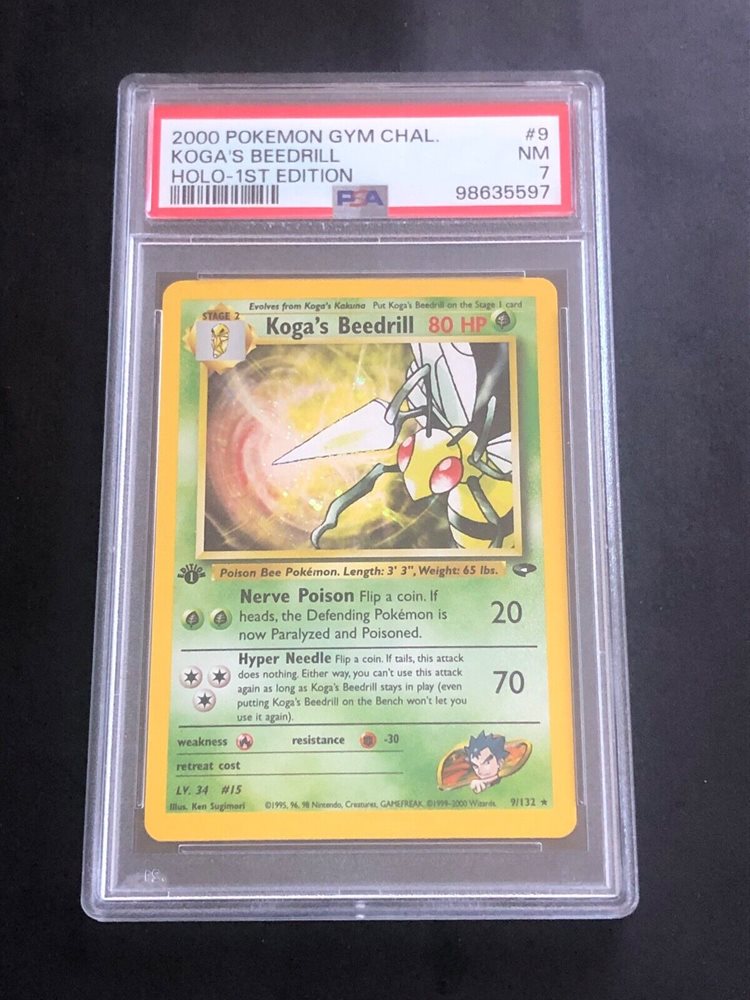 2000 POKEMON GYM CHAL. #9
KOGA'S BEEDRILL NM
HOLO-1ST EDITION 7
PSA 98635597
Evolves from Koga's Kakuna Put Koga's Beedrill on the Stage 1 card
STAGE 2
Koga's Beedrill 80 HP
EDITION
1
Poison Bee Pokémon. Length: 3' 3", Weight: 65 lbs.
Nerve Poison Flip a coin. If
heads, the Defending Pokémon is 20
now Paralyzed and Poisoned.
Hyper Needle Flip a coin. If tails, this attack
does nothing. Either way, you can't use this attack
again as long as Koga's Beedrill stays in play (even 70
putting Koga's Beedrill on the Bench won't let you
use it again).
weakness resistance -30
retreat cost
LV. 34 #15
Illus. Ken Sugimori ©1995, 96, 98 Nintendo, Creatures, GAMEFREAK. ©1999-2000 Wizards. 9/132 ★